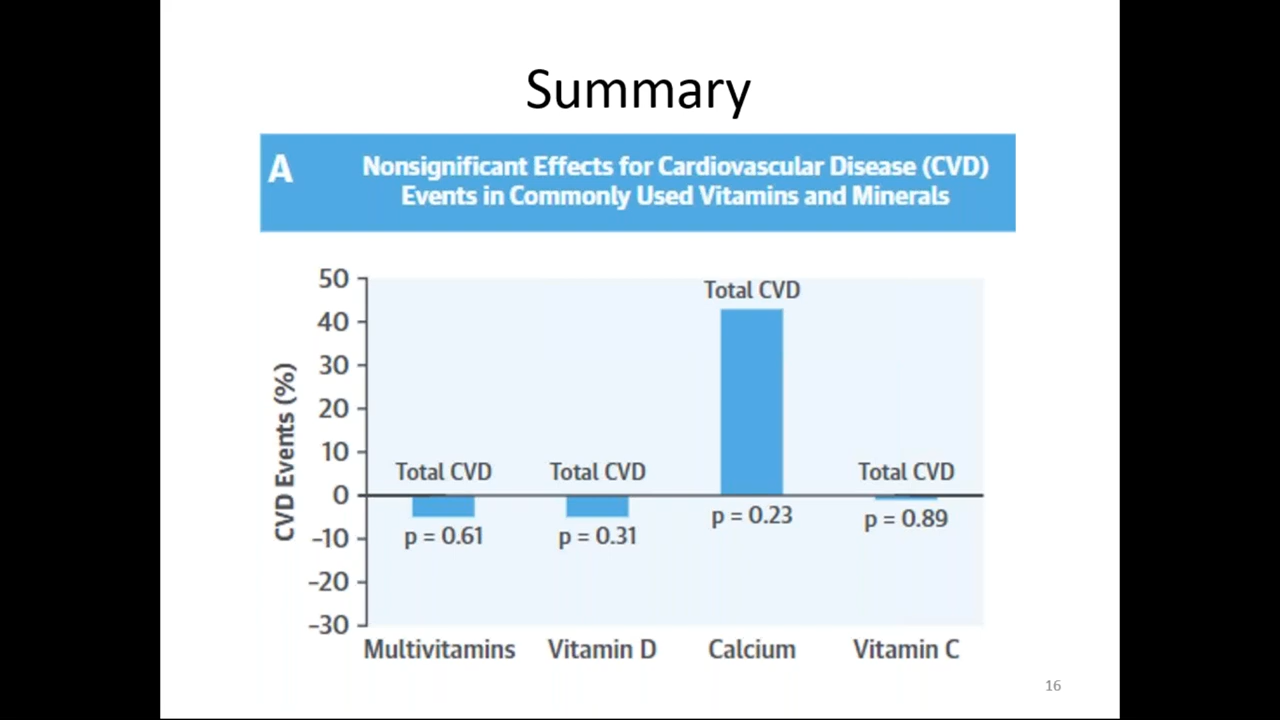 Summary
A
Nonsignificant Effects for Cardiovascular Disease (CVD)
Events in Commonly Used Vitamins and Minerals
CVD Events (%)
50
40
30
20
10
0
–10
–20
–30
Total CVD
p = 0.61
Total CVD
p = 0.31
Total CVD
p = 0.23
Total CVD
p = 0.89
Multivitamins
Vitamin D
Calcium
Vitamin C
16